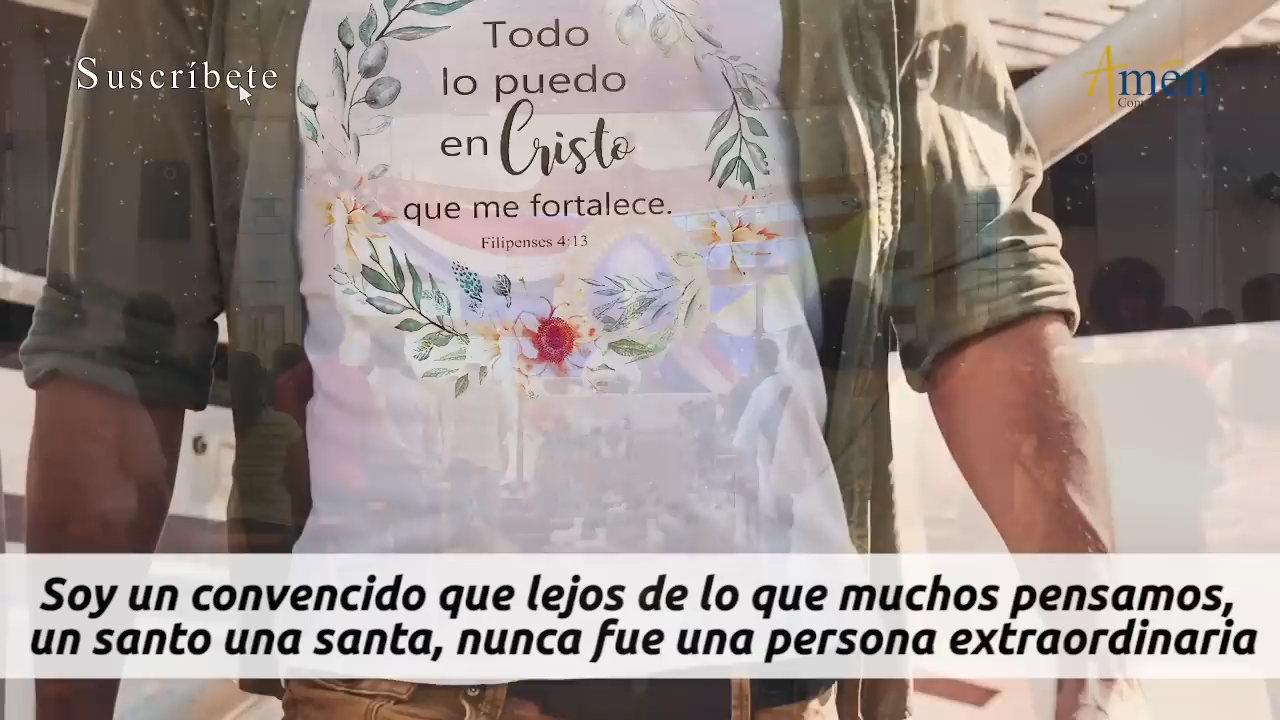 Suscríbete
Amén
Todo
lo puedo
en Cristo
que me fortalece.
Filipenses 4:13
Soy un convencido que lejos de lo que muchos pensamos,
un santo una santa, nunca fue una persona extraordinaria